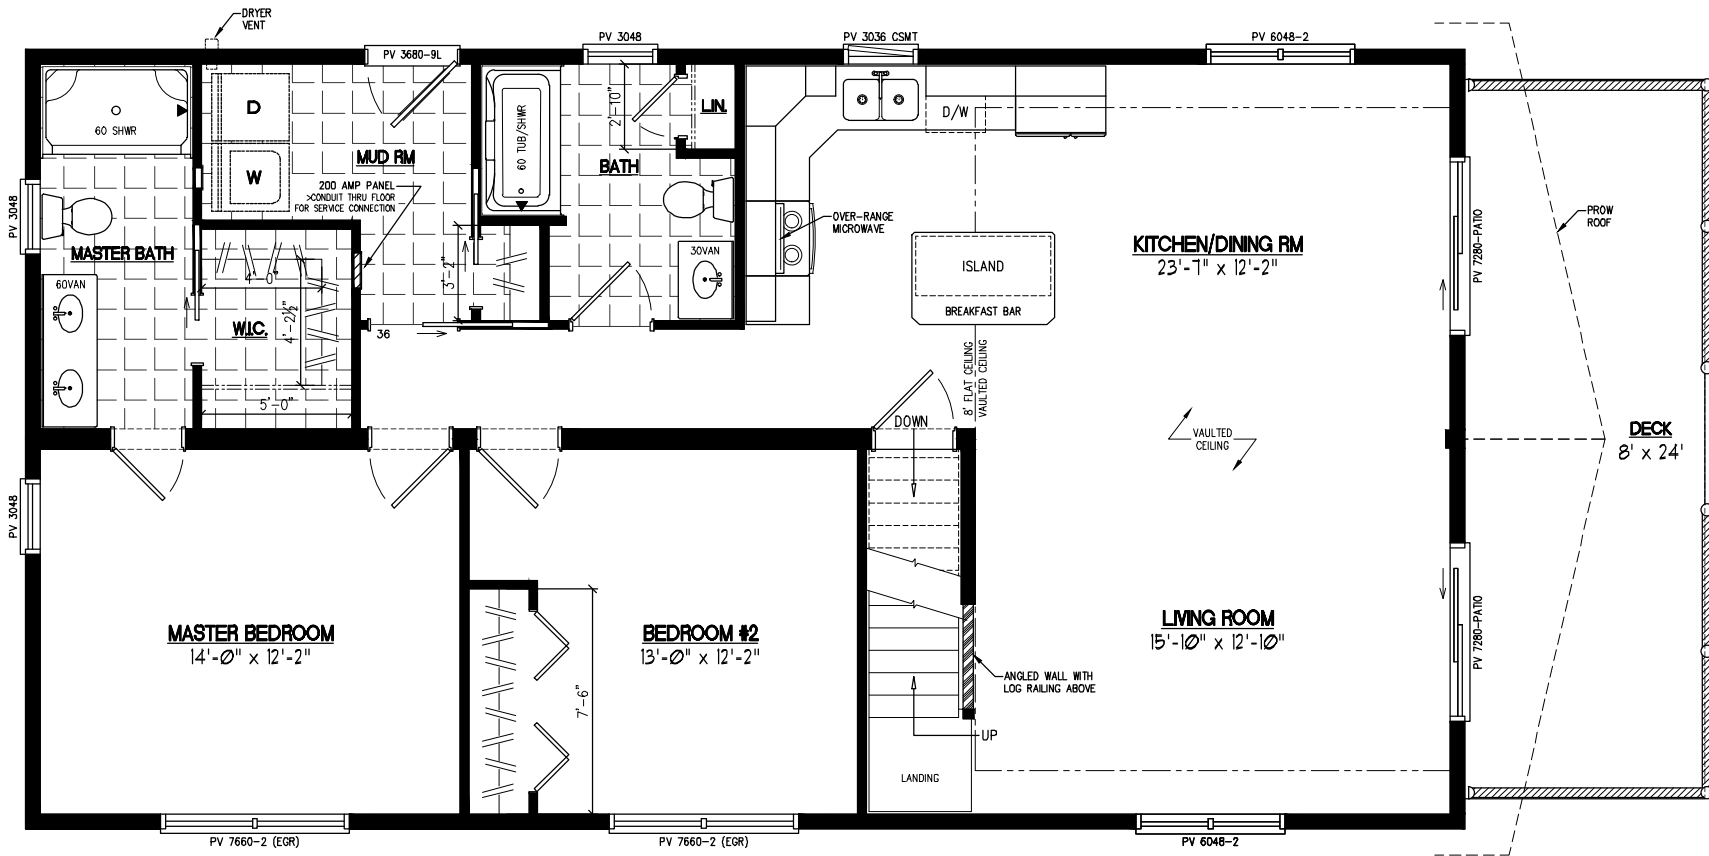 DRYER
VENT
PV 3680-9L
PV 3048
PV 3036 CSMT
PV 6048-2
60 SHWR
D
W
MUD RM
200 AMP PANEL
>CONDUIT THRU FLOOR
FOR SERVICE CONNECTION
60 TUB/SHWR
2'-10"
LIN.
BATH
D/W
OVER-RANGE
MICROWAVE
PV 3048
MASTER BATH
60VAN
4'-0"
4'-2½"
W.I.C.
5'-0"
3'-2"
36
30VAN
ISLAND
BREAKFAST BAR
KITCHEN/DINING RM
23'-7" x 12'-2"
PV 7280-PATIO
PROW
ROOF
8' FLAT CEILING
VAULTED CEILING
DOWN
VAULTED
CEILING
DECK
8' x 24'
PV 3048
MASTER BEDROOM
14'-0" x 12'-2"
BEDROOM #2
13'-0" x 12'-2"
7'-6"
LIVING ROOM
15'-10" x 12'-10"
PV 7280-PATIO
ANGLED WALL WITH
LOG RAILING ABOVE
UP
LANDING
PV 7660-2 (EGR)
PV 7660-2 (EGR)
PV 6048-2